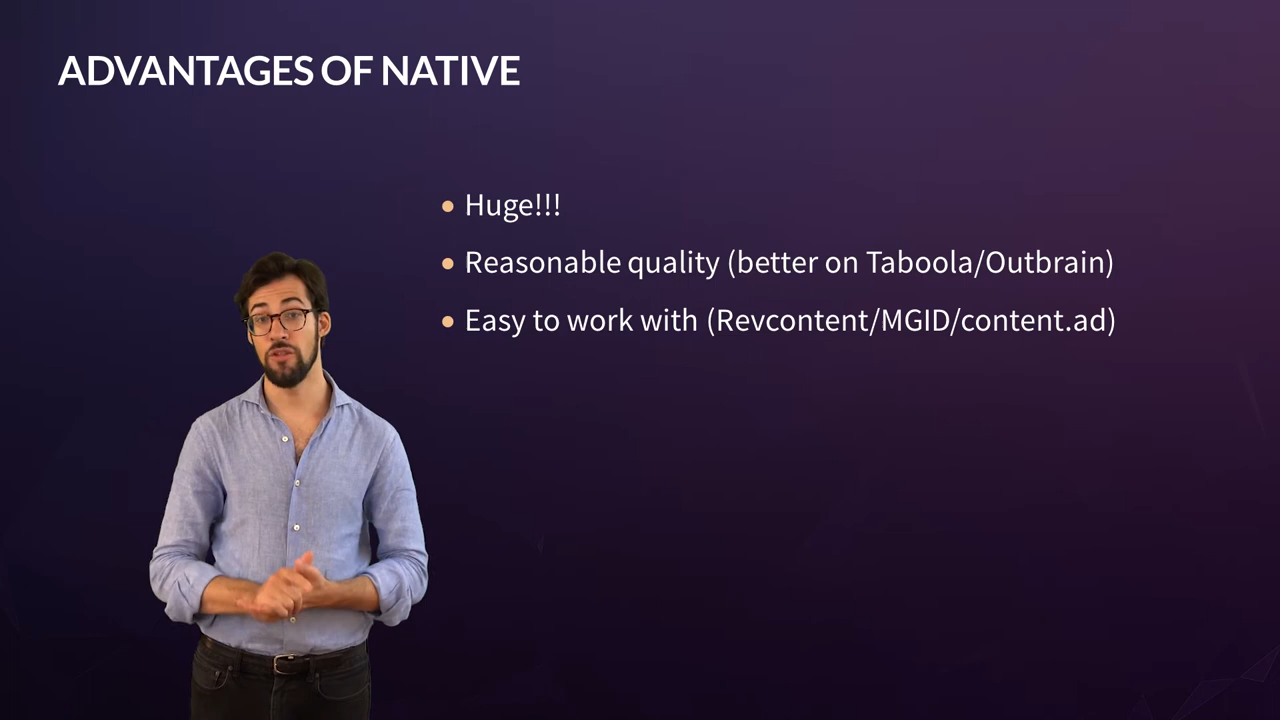 ADVANTAGES OF NATIVE
Huge!!!
Reasonable quality (better on Taboola/Outbrain)
Easy to work with (Revcontent/MGID/content.ad)